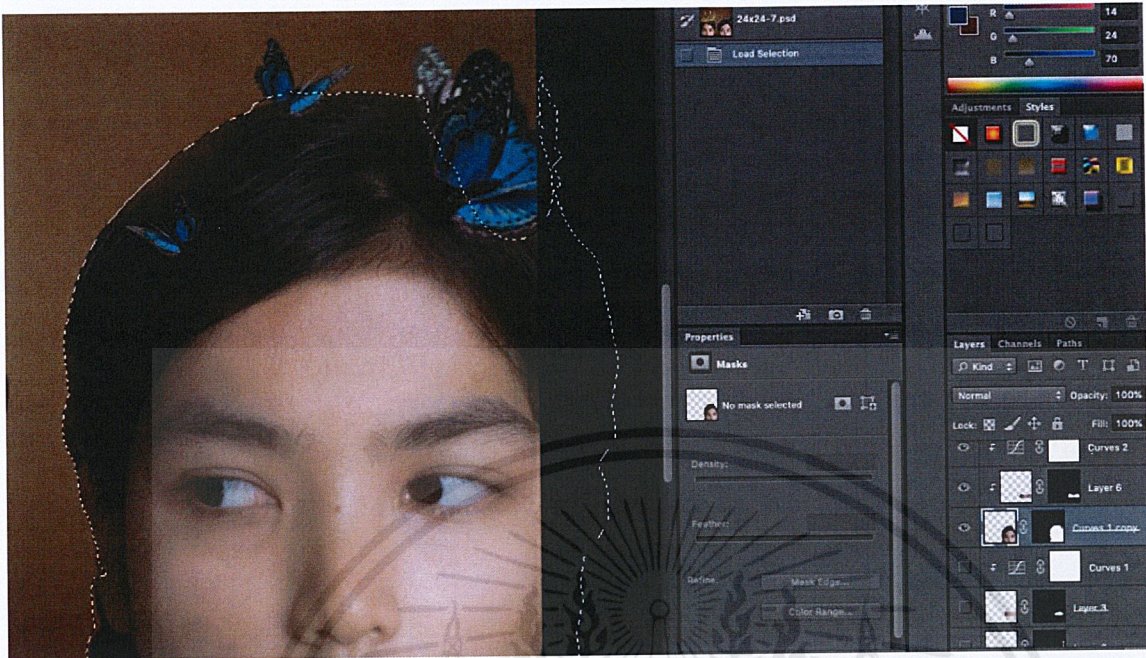 24x24-7.psd
Load Selection
R 14
G 24
B 70
Adjustments Styles
Properties
Masks
No mask selected
Density:
Feather:
Refine:
Mask Edge...
Color Range...
Layers Channels Paths
Kind
Normal Opacity: 100%
Lock: Fill: 100%
Curves 2
Layer 6
Curves 1 copy
Curves 1
Layer 3